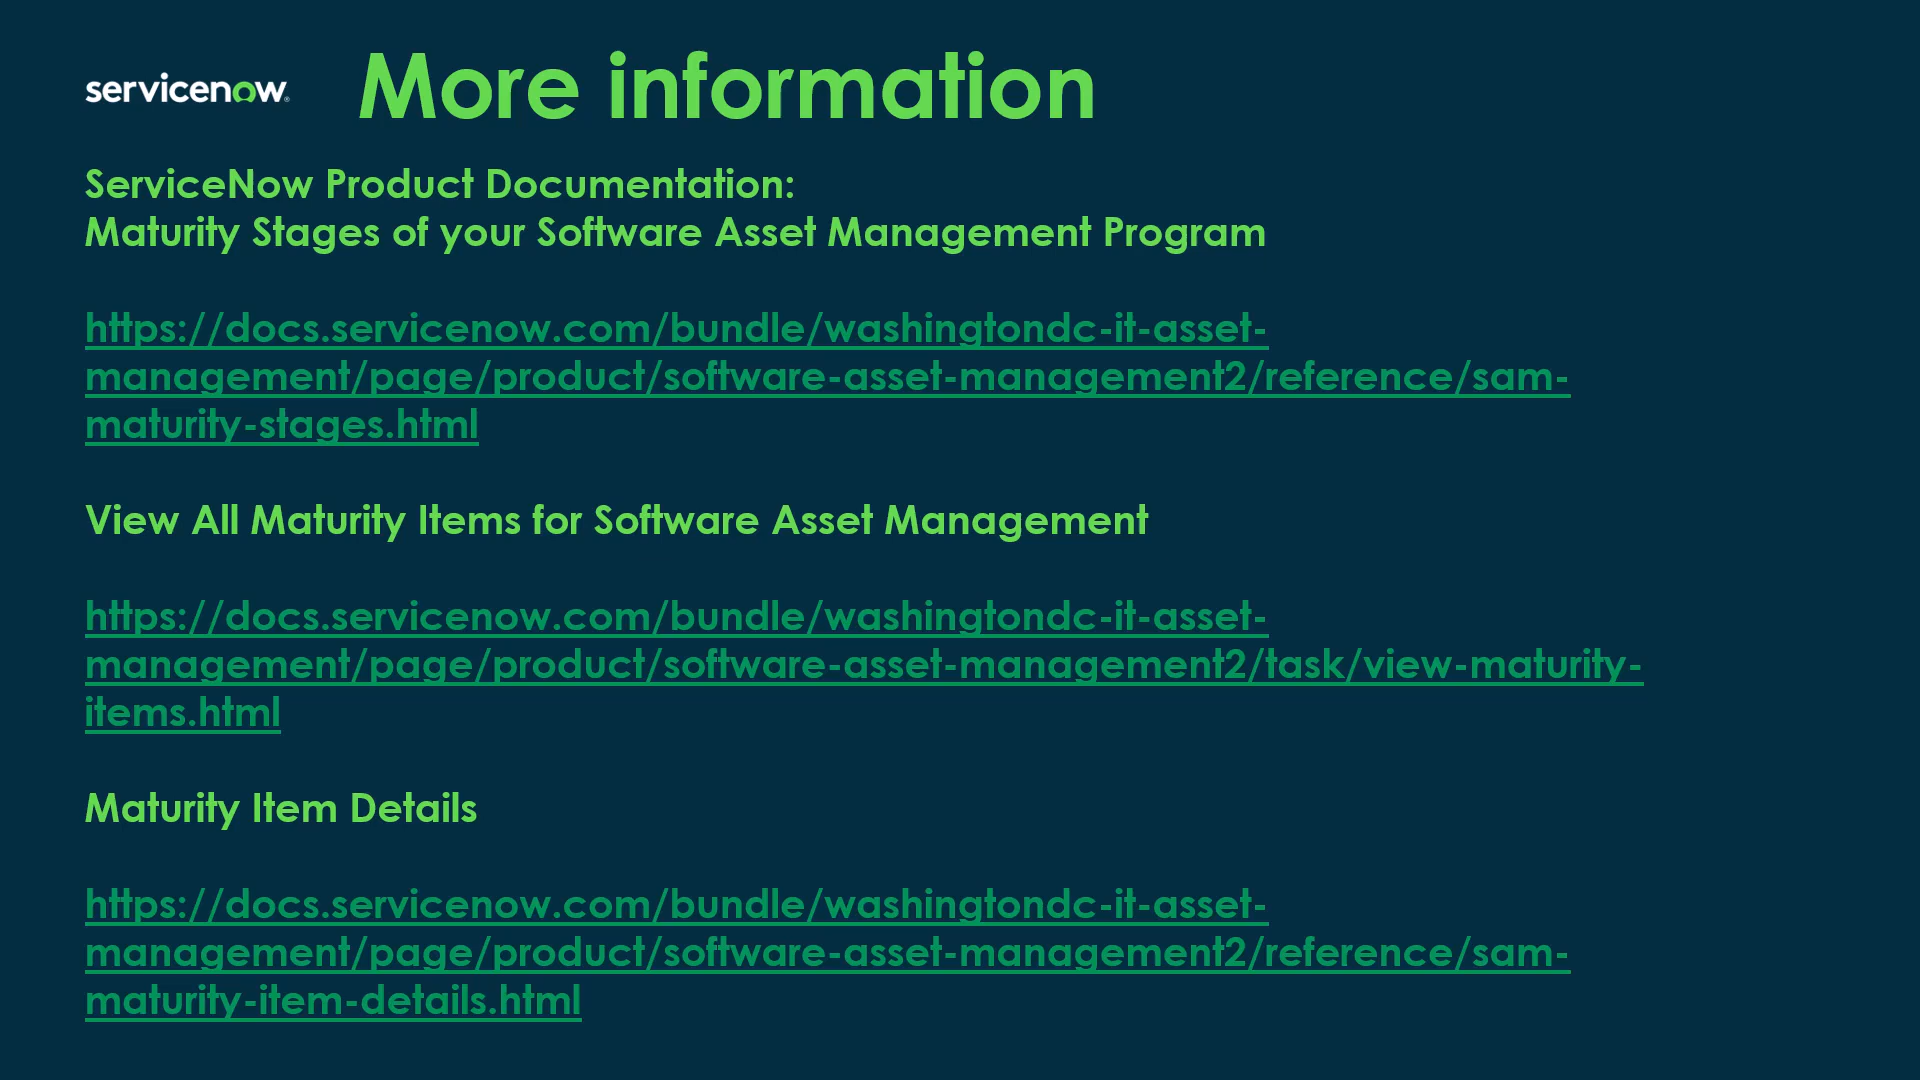 servicenow®
More information
ServiceNow Product Documentation:
Maturity Stages of your Software Asset Management Program
https://docs.servicenow.com/bundle/washingtondc-it-asset-
management/page/product/software-asset-management2/reference/sam-
maturity-stages.html
View All Maturity Items for Software Asset Management
https://docs.servicenow.com/bundle/washingtondc-it-asset-
management/page/product/software-asset-management2/task/view-maturity-
items.html
Maturity Item Details
https://docs.servicenow.com/bundle/washingtondc-it-asset-
management/page/product/software-asset-management2/reference/sam-
maturity-item-details.html